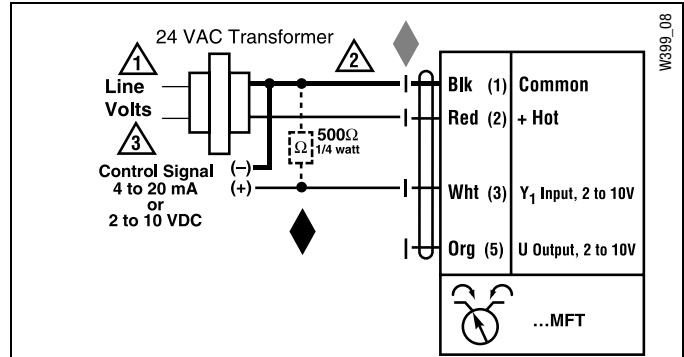 24 VAC Transformer
W399_08
1
2
Line
Volts
Blk (1) Common
Red (2) + Hot
3
Ω
500Ω
1/4 watt
Control Signal
4 to 20 mA
or
2 to 10 VDC
(–)
(+)
Wht (3) Y₁ Input, 2 to 10V
Org (5) U Output, 2 to 10V
...MFT